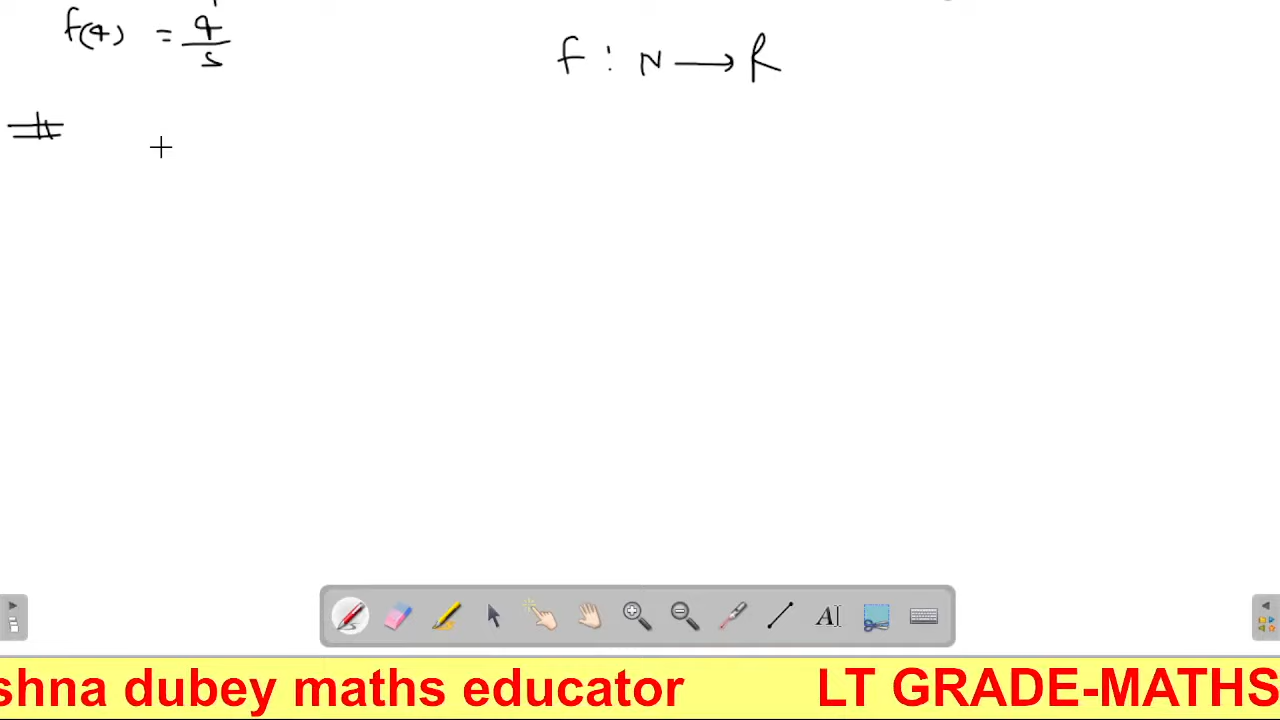 f(4) = 4/5
f : N ⟶ R
#
shna dubey maths educator LT GRADE-MATHS